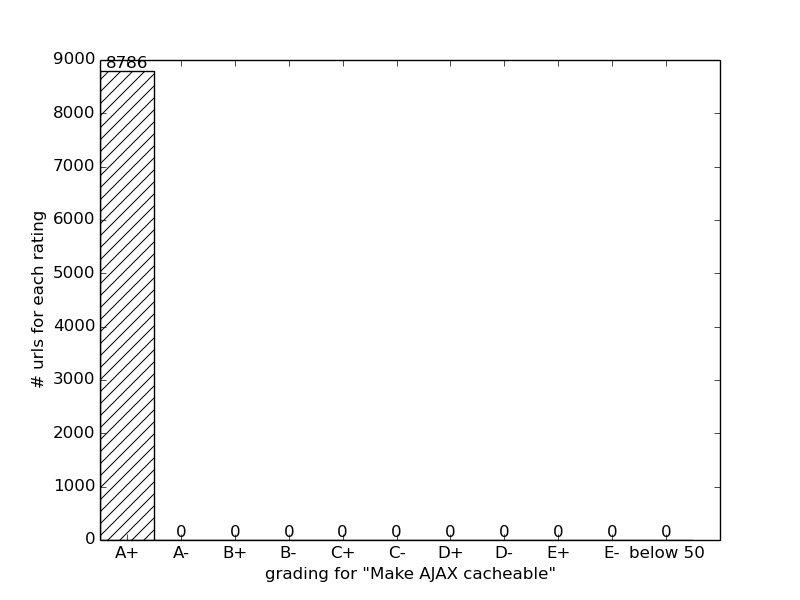 9000
8786
8000
7000
6000
5000
4000
3000
2000
1000
0
# urls for each rating
0 0 0 0 0 0 0 0 0 0
A+ A- B+ B- C+ C- D+ D- E+ E- below 50
grading for "Make AJAX cacheable"